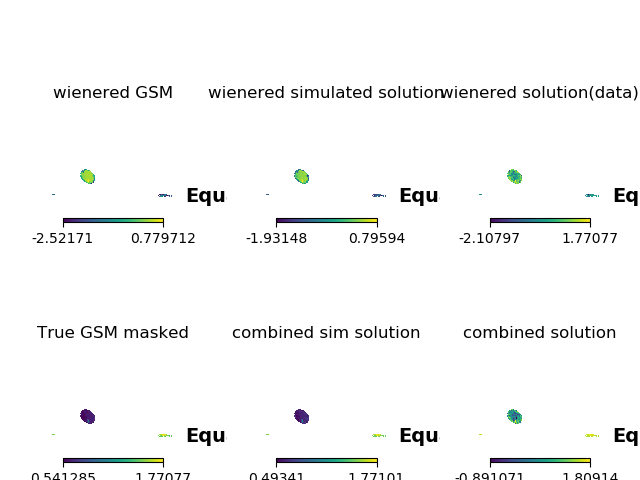 wienered GSM wienered simulated solution wienered solution(data)
Equ Equ Eq
-2.52171 0.779712 -1.93148 0.79594 -2.10797 1.77077
True GSM masked combined sim solution combined solution
Equ Equ Eq
0.541285 1.77077 0.49341 1.77101 -0.891071 1.80914